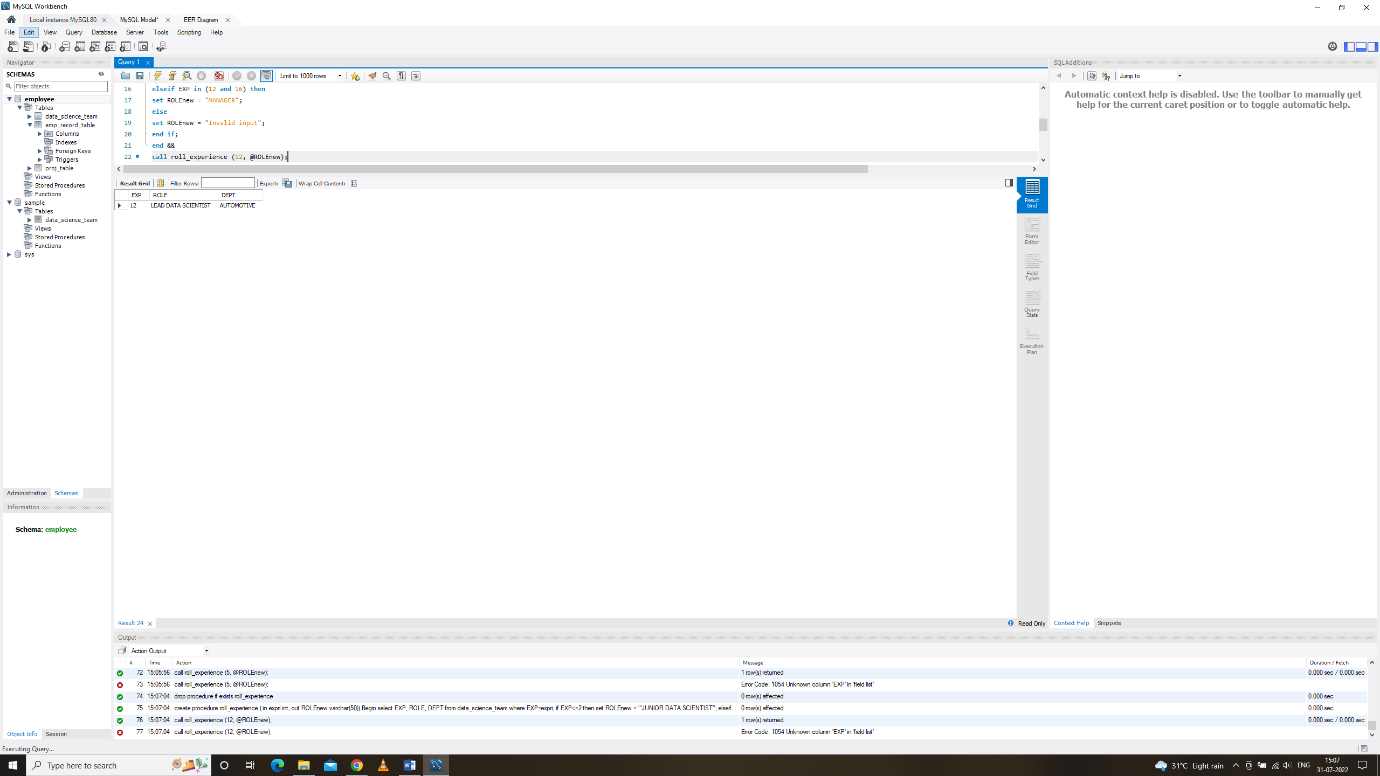 MySQL Workbench
Local instance MySQL80 × MySQL Model* × EER Diagram ×
File Edit View Query Database Server Tools Scripting Help
Navigator
SCHEMAS
Filter objects
employee
Tables
data_science_team
emp_record_table
Columns
Indexes
Foreign Keys
Triggers
proj_table
Views
Stored Procedures
Functions
sample
Tables
data_science_team
Views
Stored Procedures
Functions
sys
Administration Schemas
Information
Schema: employee
Object Info Session
Query 1 ×
Limit to 1000 rows
16 elseif EXP in (12 and 16) then
17 set ROLEnew = "MANAGER";
18 else
19 set ROLEnew = "Invalid input";
20 end if;
21 end &&
22 call roll_experience (12, @ROLEnew);
Result Grid Filter Rows: Export: Wrap Cell Content:
EXP ROLE DEPT
12 LEAD DATA SCIENTIST AUTOMOTIVE
Result Grid
Form Editor
Field Types
Query Stats
Execution Plan
Result 24 ×
Read Only
SQLAdditions
Jump to
Automatic context help is disabled. Use the toolbar to manually get
help for the current caret position or to toggle automatic help.
Context Help Snippets
Output
Action Output
# Time Action Message Duration / Fetch
72 15:05:56 call roll_experience (5, @ROLEnew); 1 row(s) returned 0.000 sec / 0.000 sec
73 15:05:56 call roll_experience (5, @ROLEnew); Error Code: 1054 Unknown column 'EXP' in 'field list'
74 15:07:04 drop procedure if exists roll_experience 0 row(s) affected 0.000 sec
75 15:07:04 create procedure roll_experience ( in expr int, out ROLEnew varchar(50)) Begin select EXP, ROLE, DEPT from data_science_team where EXP=expr; if EXP<=2 then set ROLEnew = "JUNIOR DATA SCIENTIST"; elseif... 0 row(s) affected 0.000 sec
76 15:07:04 call roll_experience (12, @ROLEnew); 1 row(s) returned 0.000 sec / 0.000 sec
77 15:07:04 call roll_experience (12, @ROLEnew); Error Code: 1054 Unknown column 'EXP' in 'field list'
Executing Query...
Type here to search
31°C Light rain
ENG
15:07
31-07-2022